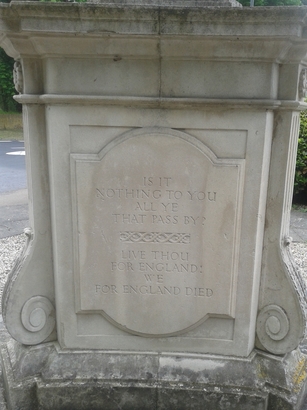 IS IT
NOTHING TO YOU
ALL YE
THAT PASS BY?
LIVE THOU
FOR ENGLAND:
WE
FOR ENGLAND DIED